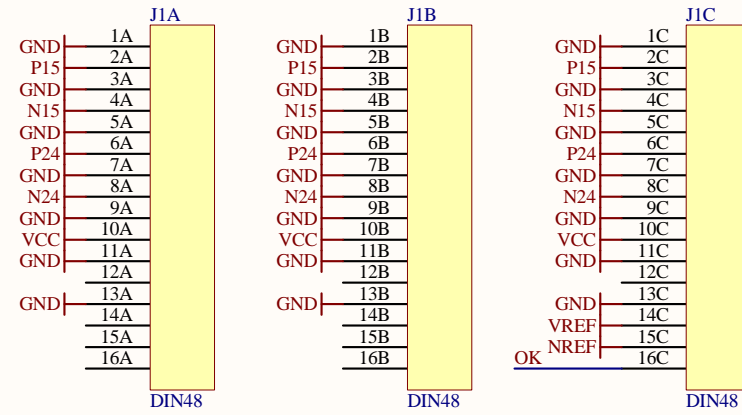 J1A
GND 1A
P15 2A
GND 3A
N15 4A
GND 5A
P24 6A
GND 7A
N24 8A
GND 9A
VCC 10A
GND 11A
12A
GND 13A
14A
15A
16A
DIN48
J1B
GND 1B
P15 2B
GND 3B
N15 4B
GND 5B
P24 6B
GND 7B
N24 8B
GND 9B
VCC 10B
GND 11B
12B
GND 13B
14B
15B
16B
DIN48
J1C
GND 1C
P15 2C
GND 3C
N15 4C
GND 5C
P24 6C
GND 7C
N24 8C
GND 9C
VCC 10C
GND 11C
12C
GND 13C
VREF 14C
NREF 15C
OK 16C
DIN48